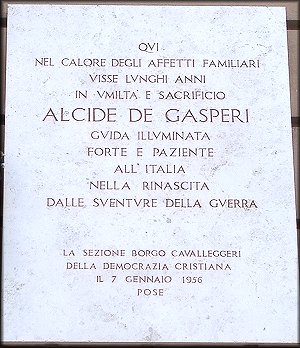 QVI
NEL CALORE DEGLI AFFETTI FAMILIARI
VISSE LVNGHI ANNI
IN VMILTA' E SACRIFICIO
ALCIDE DE GASPERI
GVIDA ILLVMINATA
FORTE E PAZIENTE
ALL' ITALIA
NELLA RINASCITA
DALLE SVENTVRE DELLA GVERRA
LA SEZIONE BORGO CAVALLEGGERI
DELLA DEMOCRAZIA CRISTIANA
IL 7 GENNAIO 1956
POSE